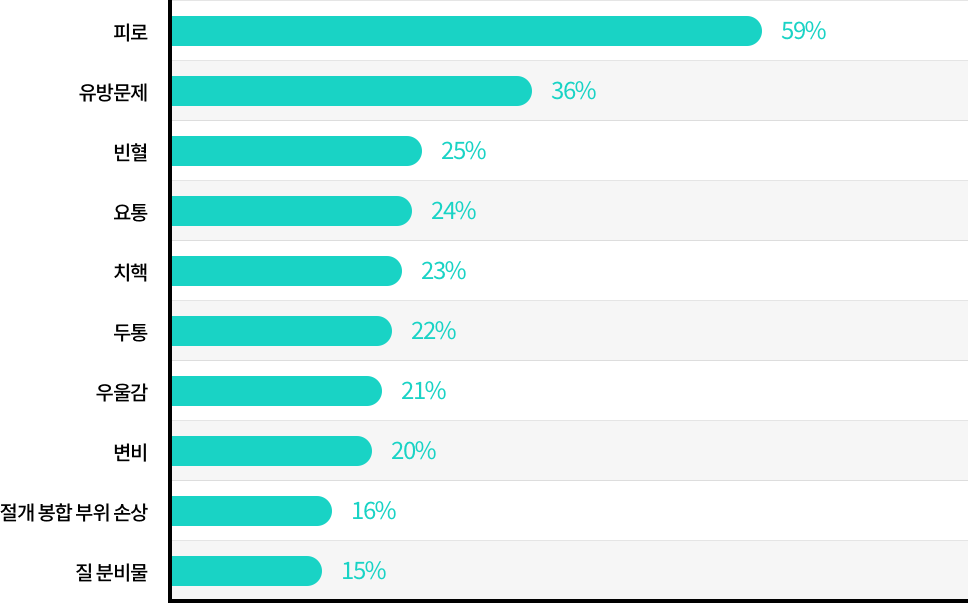 피로 59%
유방문제 36%
빈혈 25%
요통 24%
치핵 23%
두통 22%
우울감 21%
변비 20%
절개 봉합 부위 손상 16%
질 분비물 15%